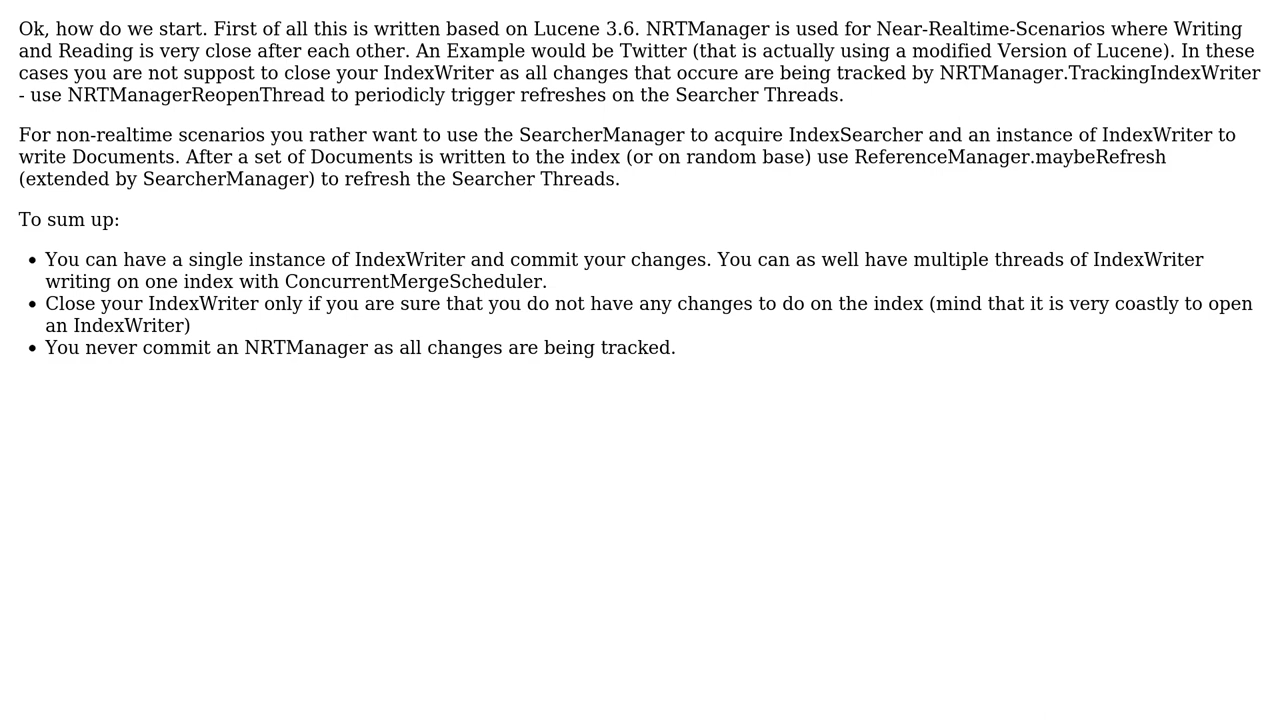 Ok, how do we start. First of all this is written based on Lucene 3.6. NRTManager is used for Near-Realtime-Scenarios where Writing
and Reading is very close after each other. An Example would be Twitter (that is actually using a modified Version of Lucene). In these
cases you are not suppost to close your IndexWriter as all changes that occure are being tracked by NRTManager.TrackingIndexWriter
- use NRTManagerReopenThread to periodicly trigger refreshes on the Searcher Threads.
For non-realtime scenarios you rather want to use the SearcherManager to acquire IndexSearcher and an instance of IndexWriter to
write Documents. After a set of Documents is written to the index (or on random base) use ReferenceManager.maybeRefresh
(extended by SearcherManager) to refresh the Searcher Threads.
To sum up:
• You can have a single instance of IndexWriter and commit your changes. You can as well have multiple threads of IndexWriter
writing on one index with ConcurrentMergeScheduler.
• Close your IndexWriter only if you are sure that you do not have any changes to do on the index (mind that it is very coastly to open
an IndexWriter)
• You never commit an NRTManager as all changes are being tracked.